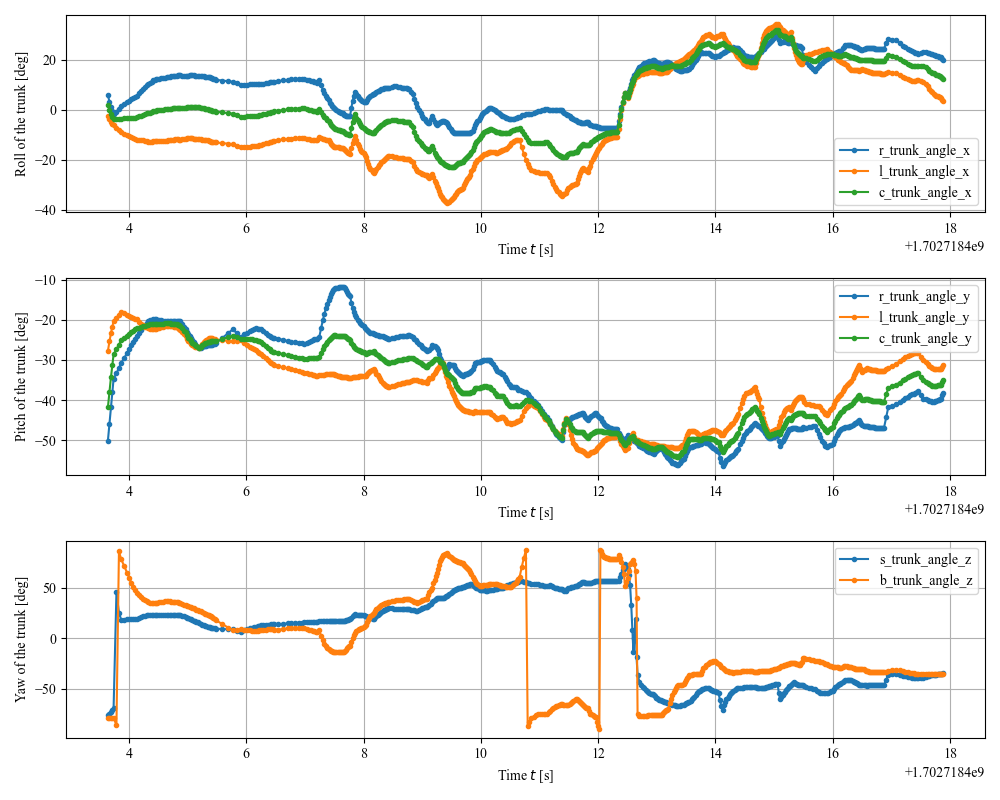 Roll of the trunk [deg]
20
0
−20
−40
4 6 8 10 12 14 16 18
Time t [s]
+1.7027184e9
r_trunk_angle_x
l_trunk_angle_x
c_trunk_angle_x
Pitch of the trunk [deg]
−10
−20
−30
−40
−50
4 6 8 10 12 14 16 18
Time t [s]
+1.7027184e9
r_trunk_angle_y
l_trunk_angle_y
c_trunk_angle_y
Yaw of the trunk [deg]
50
0
−50
4 6 8 10 12 14 16 18
Time t [s]
+1.7027184e9
s_trunk_angle_z
b_trunk_angle_z